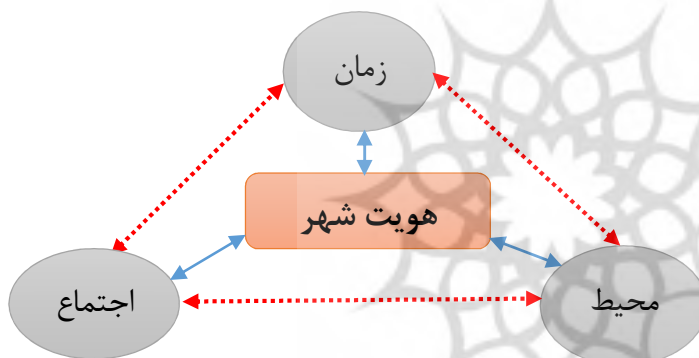 زمان
هویت شهر
محیط
اجتماع